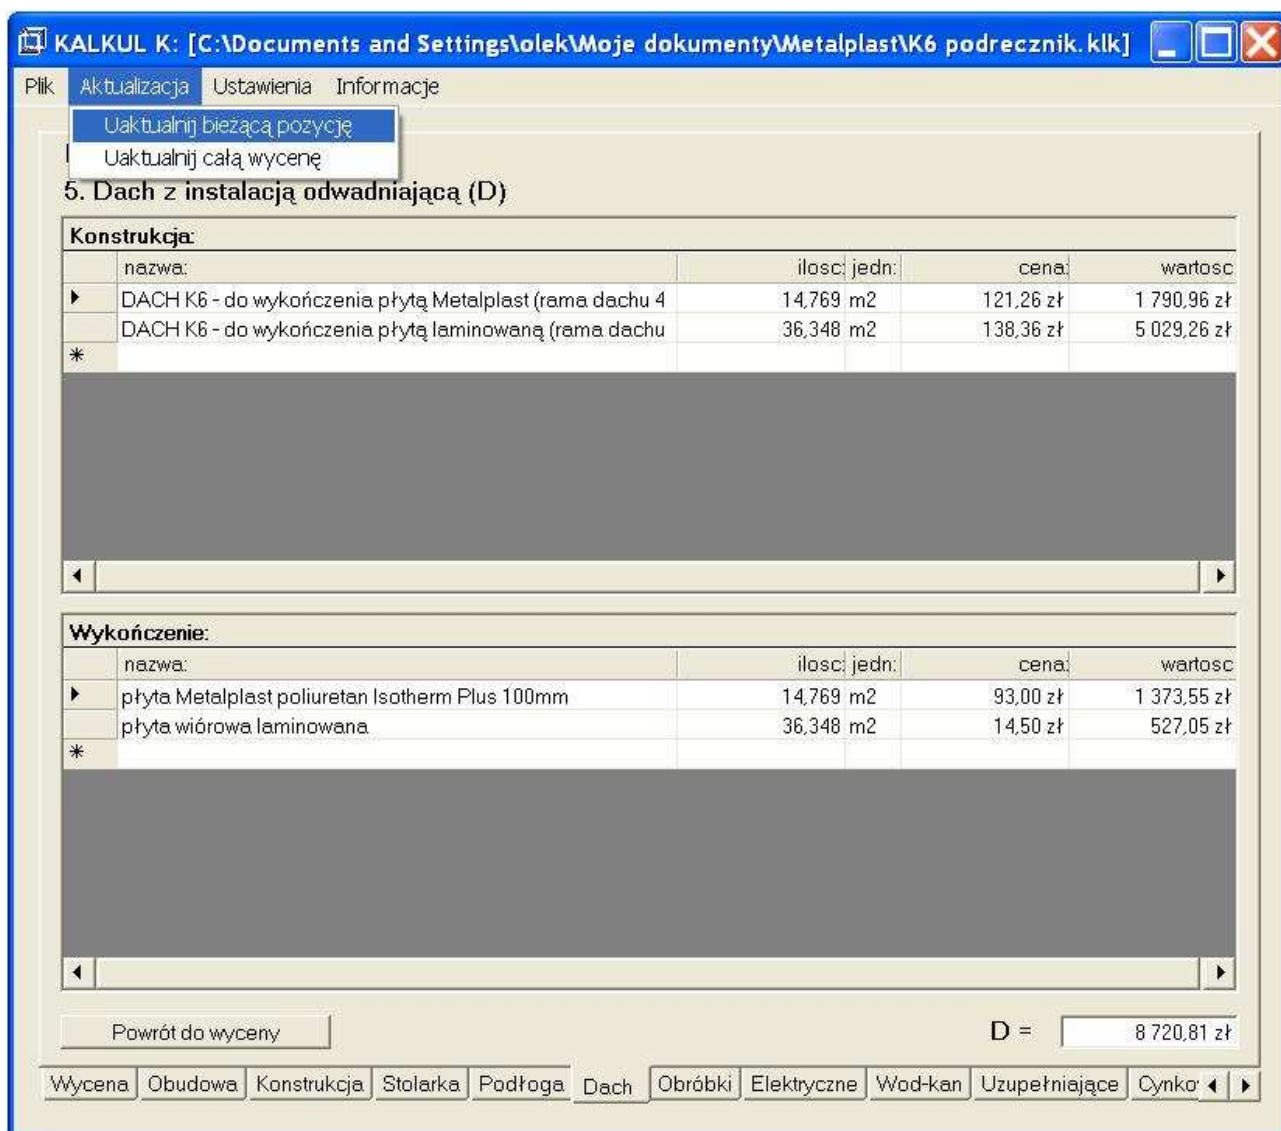 KALKUL K: [C:\Documents and Settings\olek\Moje dokumenty\Metalplast\K6 podrecznik.klk]
Plik Aktualizacja Ustawienia Informacje
Uaktualnij bieżącą pozycję
Uaktualnij całą wycenę
5. Dach z instalacją odwadniającą (D)
Konstrukcja:
nazwa: ilosc: jedn: cena: wartosc
DACH K6 - do wykończenia płytą Metalplast (rama dachu 4 14,769 m2 121,26 zł 1 790,96 zł
DACH K6 - do wykończenia płytą laminowaną (rama dachu 36,348 m2 138,36 zł 5 029,26 zł
Wykończenie:
nazwa: ilosc: jedn: cena: wartosc
płyta Metalplast poliuretan Isotherm Plus 100mm 14,769 m2 93,00 zł 1 373,55 zł
płyta wiórowa laminowana 36,348 m2 14,50 zł 527,05 zł
Powrót do wyceny D = 8 720,81 zł
Wycena Obudowa Konstrukcja Stolarka Podłoga Dach Obróbki Elektryczne Wod-kan Uzupełniające